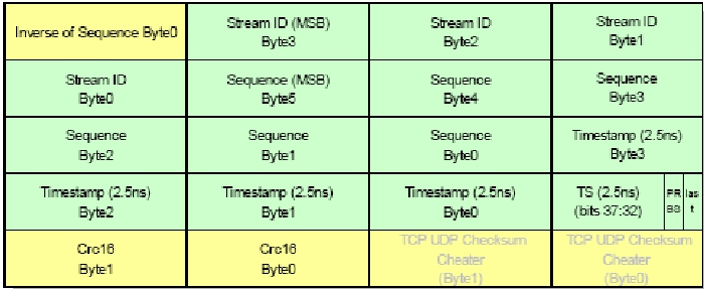 Inverse of Sequence Byte0
Stream ID (MSB)
Byte3
Stream ID
Byte2
Stream ID
Byte1
Stream ID
Byte0
Sequence (MSB)
Byte5
Sequence
Byte4
Sequence
Byte3
Sequence
Byte2
Sequence
Byte1
Sequence
Byte0
Timestamp (2.5ns)
Byte3
Timestamp (2.5ns)
Byte2
Timestamp (2.5ns)
Byte1
Timestamp (2.5ns)
Byte0
TS (2.5ns)
(bits 37:32)
PR
BS
las
t
Crc16
Byte1
Crc16
Byte0
TCP UDP Checksum
Cheater
(Byte1)
TCP UDP Checksum
Cheater
(Byte0)